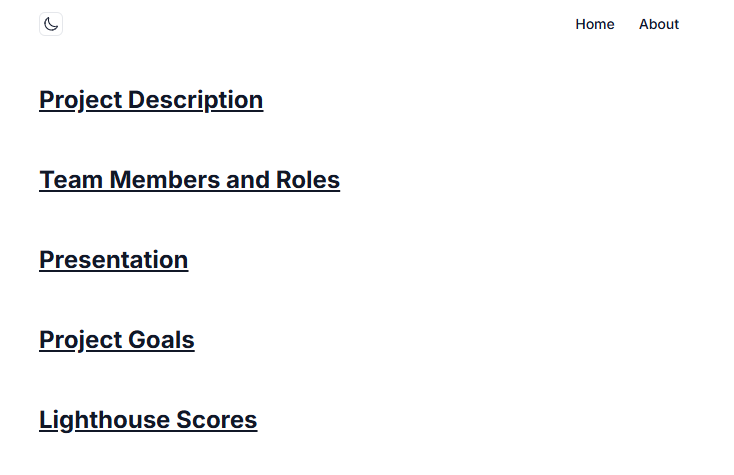 Home About
Project Description
Team Members and Roles
Presentation
Project Goals
Lighthouse Scores